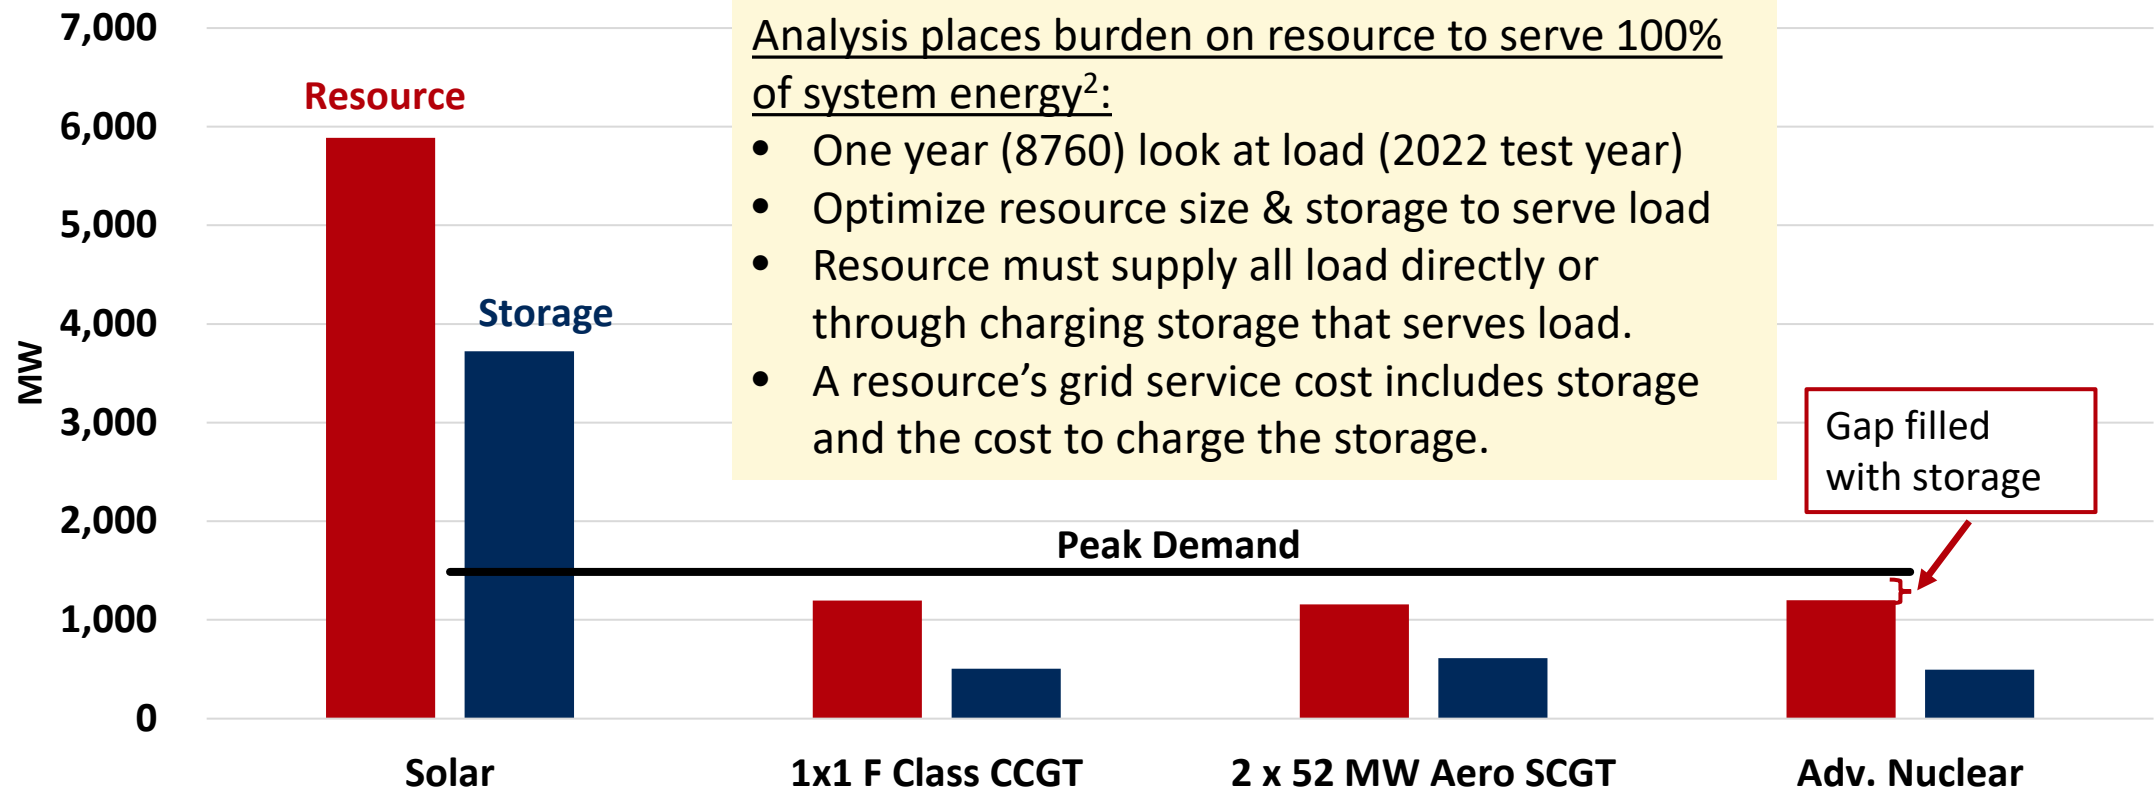 7,000
6,000
5,000
4,000
3,000
2,000
1,000
0
MW
Resource
Storage
Analysis places burden on resource to serve 100%
of system energy²:
• One year (8760) look at load (2022 test year)
• Optimize resource size & storage to serve load
• Resource must supply all load directly or
through charging storage that serves load.
• A resource’s grid service cost includes storage
and the cost to charge the storage.
Gap filled
with storage
Peak Demand
Solar
1x1 F Class CCGT
2 x 52 MW Aero SCGT
Adv. Nuclear